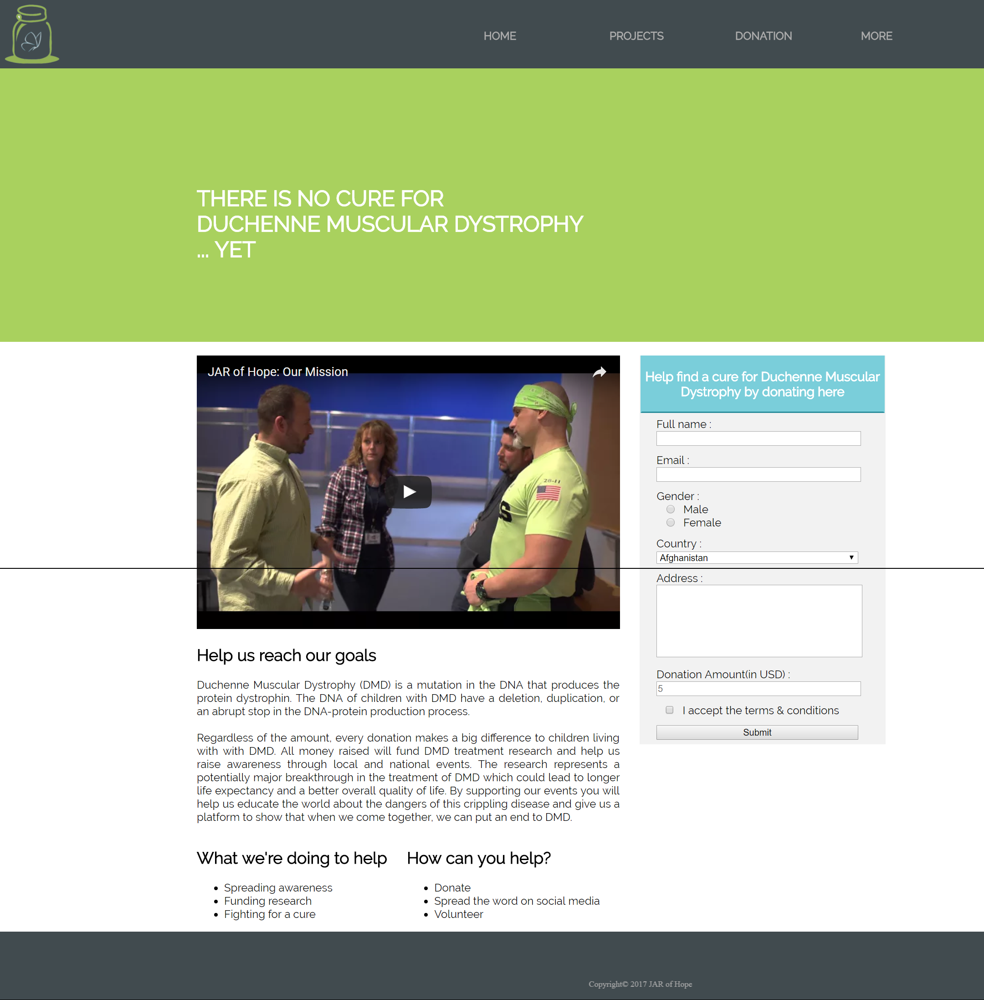 HOME PROJECTS DONATION MORE
THERE IS NO CURE FOR
DUCHENNE MUSCULAR DYSTROPHY
... YET
JAR of Hope: Our Mission
28-11
S
Help us reach our goals
Duchenne Muscular Dystrophy (DMD) is a mutation in the DNA that produces the
protein dystrophin. The DNA of children with DMD have a deletion, duplication, or
an abrupt stop in the DNA-protein production process.
Regardless of the amount, every donation makes a big difference to children living
with with DMD. All money raised will fund DMD treatment research and help us
raise awareness through local and national events. The research represents a
potentially major breakthrough in the treatment of DMD which could lead to longer
life expectancy and a better overall quality of life. By supporting our events you will
help us educate the world about the dangers of this crippling disease and give us a
platform to show that when we come together, we can put an end to DMD.
What we're doing to help
Spreading awareness
Funding research
Fighting for a cure
How can you help?
Donate
Spread the word on social media
Volunteer
Help find a cure for Duchenne Muscular
Dystrophy by donating here
Full name :
Email :
Gender :
Male
Female
Country :
Afghanistan
Address :
Donation Amount(in USD) :
5
I accept the terms & conditions
Submit
Copyright© 2017 JAR of Hope